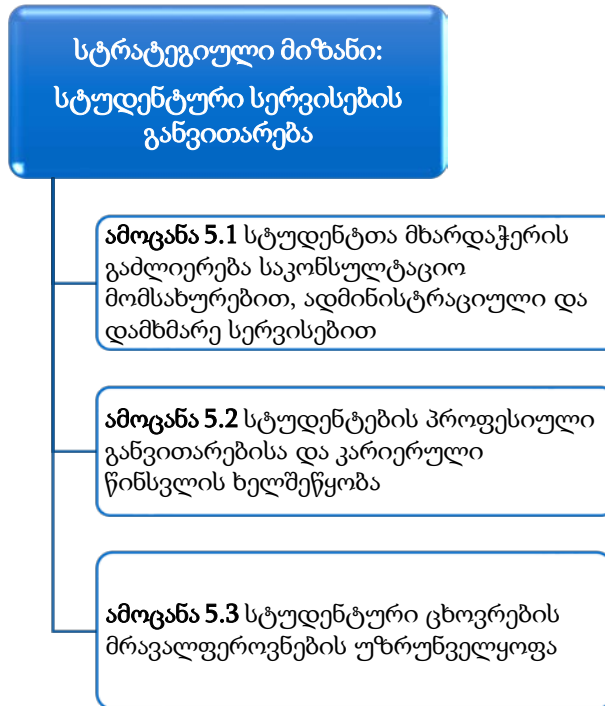 სტრატეგიული მიზანი:
სტუდენტური სერვისების
განვითარება
ამოცანა 5.1 სტუდენტთა მხარდაჭერის
გაძლიერება საკონსულტაციო
მომსახურებით, ადმინისტრაციული და
დამხმარე სერვისებით
ამოცანა 5.2 სტუდენტების პროფესიული
განვითარებისა და კარიერული
წინსვლის ხელშეწყობა
ამოცანა 5.3 სტუდენტური ცხოვრების
მრავალფეროვნების უზრუნველყოფა